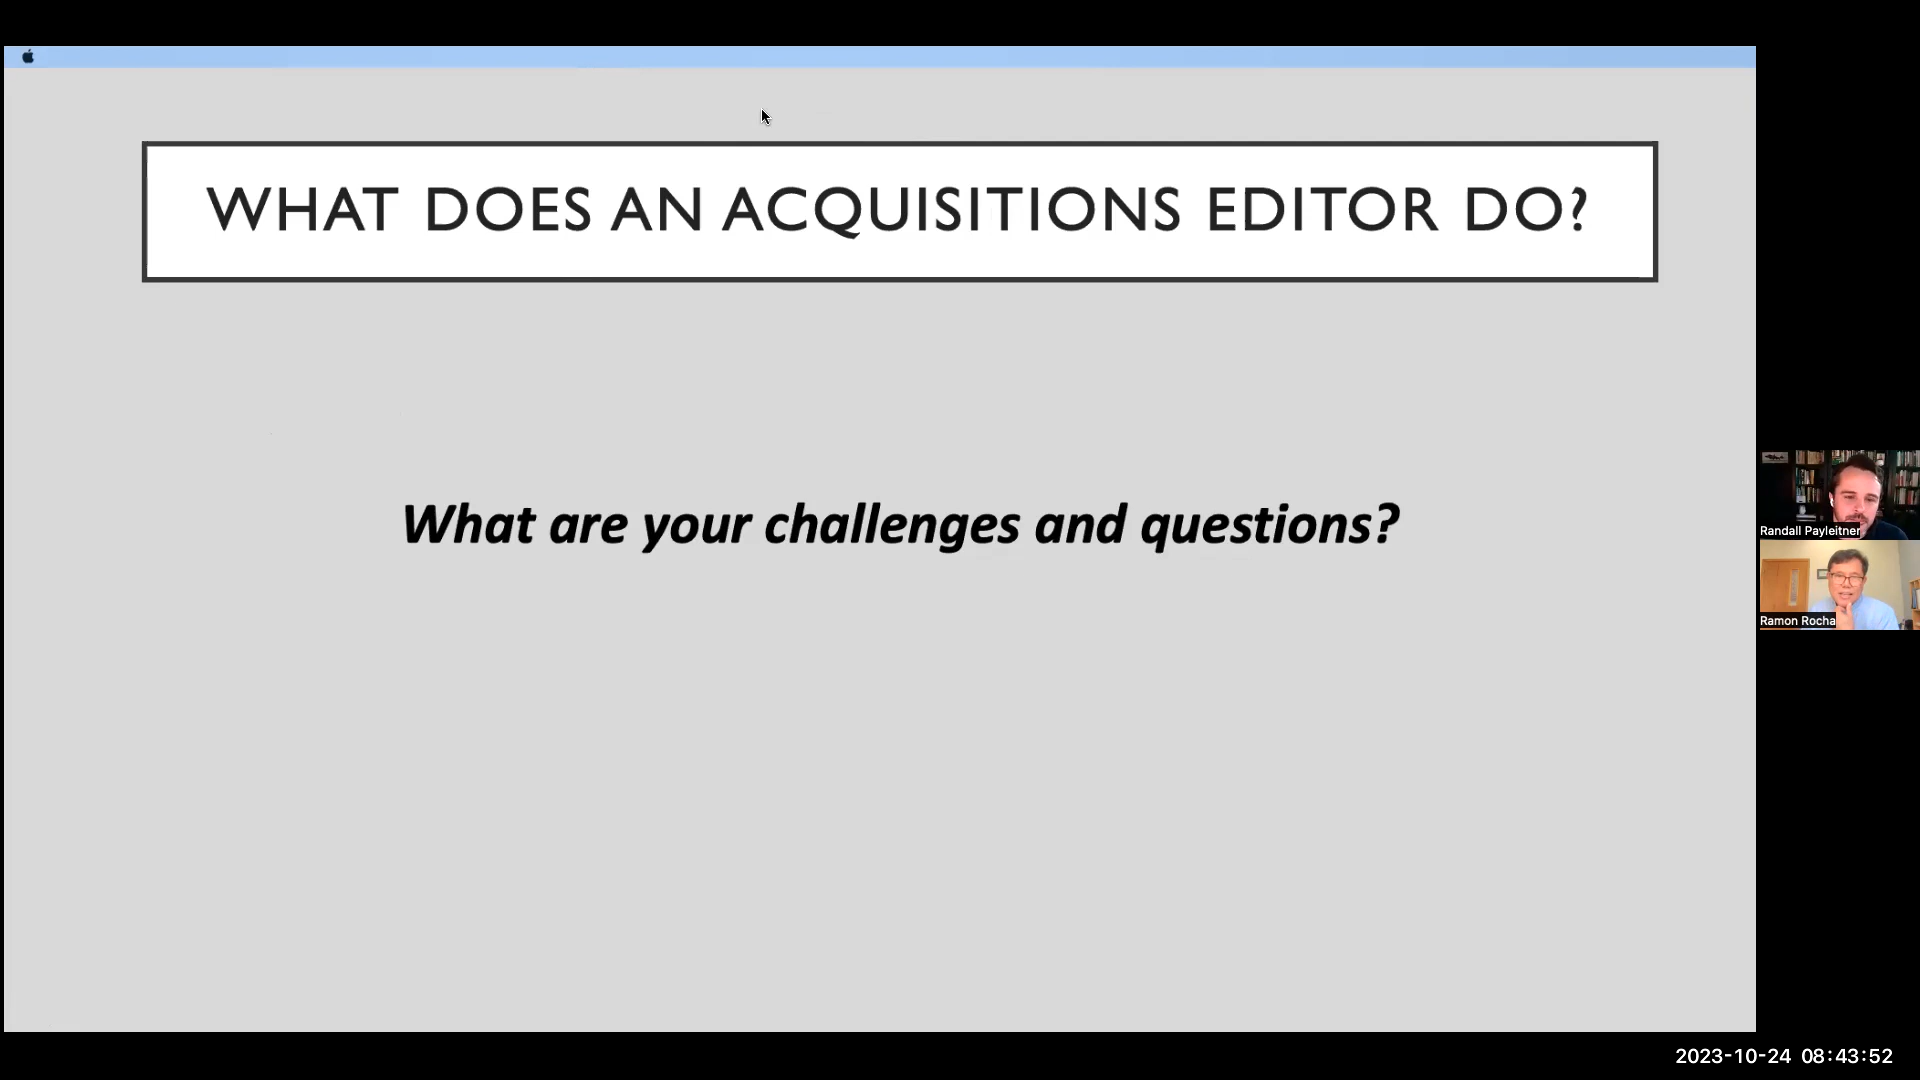 WHAT DOES AN ACQUISITIONS EDITOR DO?
What are your challenges and questions?
Randall Payleitner
Ramon Rocha
2023-10-24 08:43:52